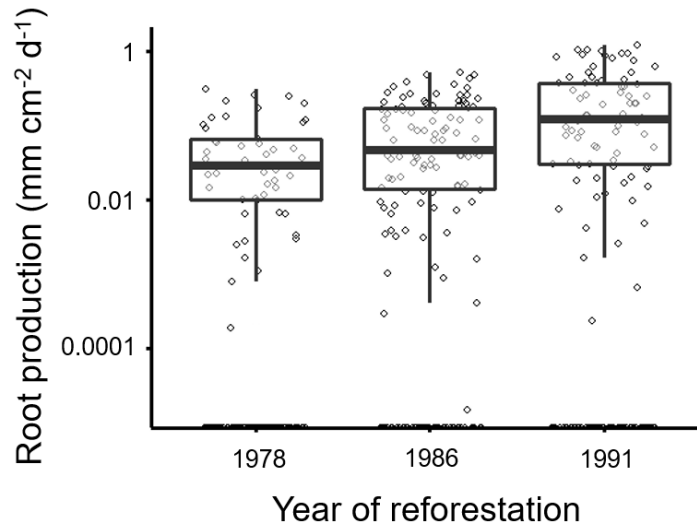 Root production (mm cm-2 d-1)
1
0.01
0.0001
1978 1986 1991
Year of reforestation